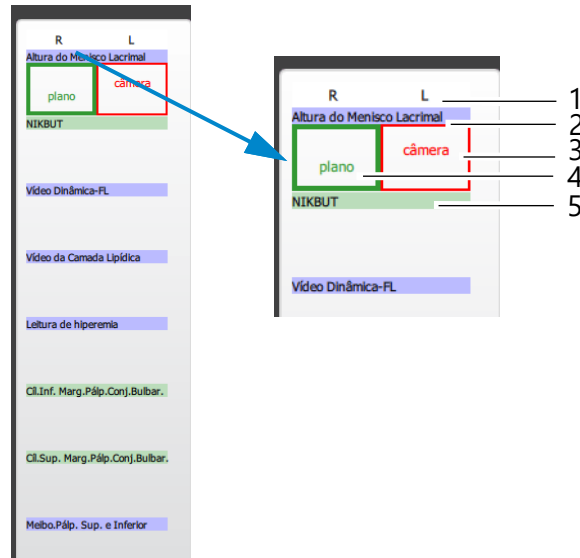 R L
Altura do Menisco Lacrimal
plano câmera
NIKBUT
Vídeo Dinâmica-FL
Vídeo da Camada Lipídica
Leitura de hiperemia
Cíl.Inf. Marg.Pálp.Conj.Bulbar.
Cíl.Sup. Marg.Pálp.Conj.Bulbar.
Meibo.Pálp. Sup. e Inferior
R L 1
Altura do Menisco Lacrimal 2
câmera 3
plano 4
NIKBUT 5
Vídeo Dinâmica-FL